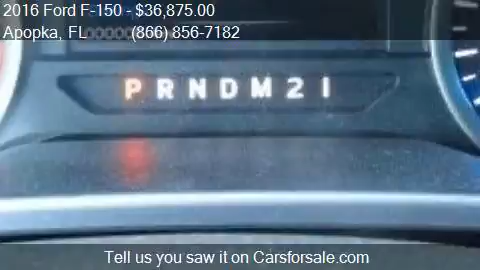 2016 Ford F-150 - $36,875.00
Apopka, FL (866) 856-7182
P R N D M 2 1
Tell us you saw it on Carsforsale.com